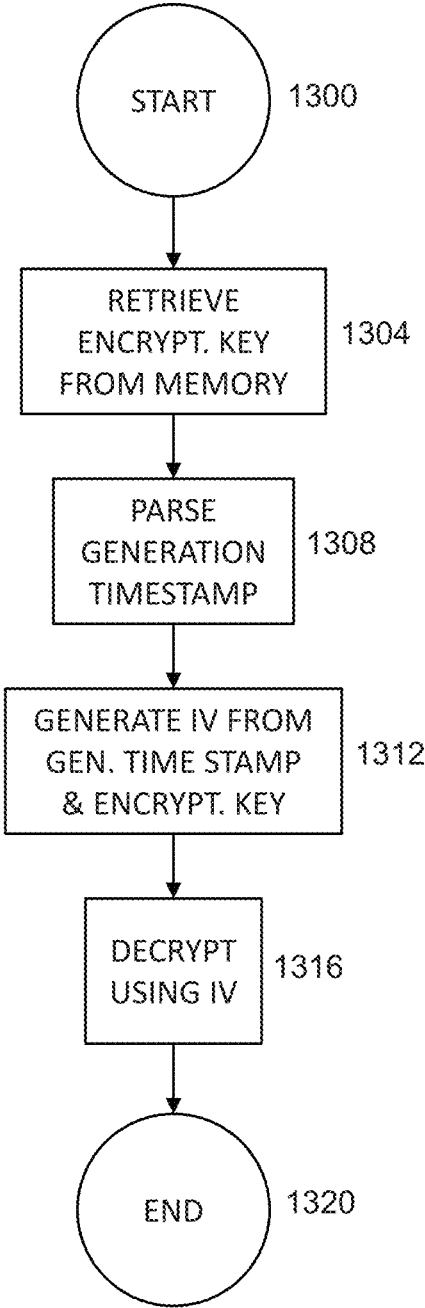 START
1300
RETRIEVE
ENCRYPT. KEY
FROM MEMORY
1304
PARSE
GENERATION
TIMESTAMP
1308
GENERATE IV FROM
GEN. TIME STAMP
& ENCRYPT. KEY
1312
DECRYPT
USING IV
1316
END
1320